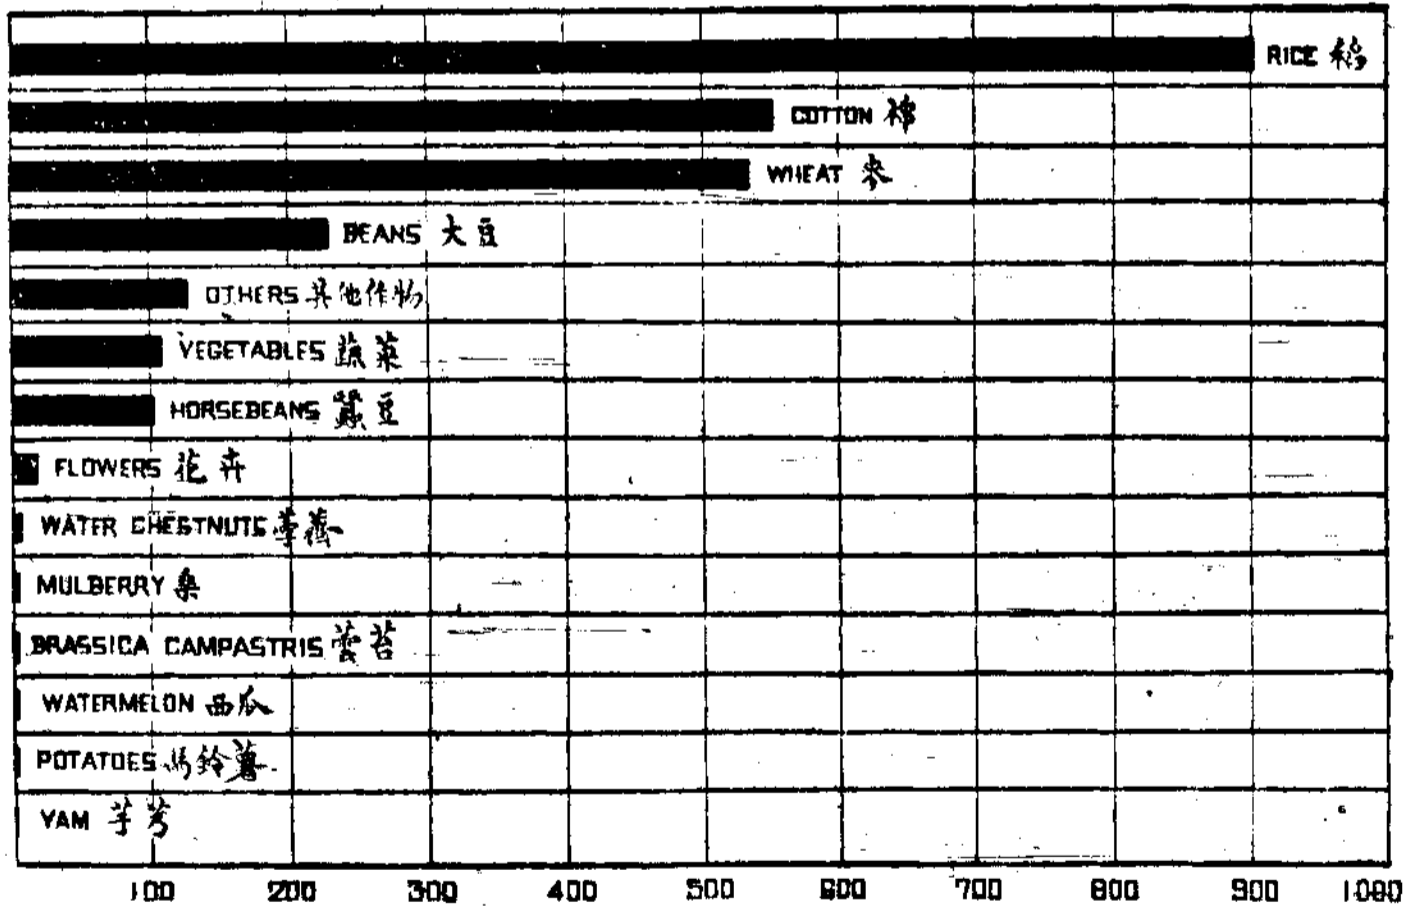 RICE 稻
COTTON 棉
WHEAT 麥
BEANS 大豆
OTHERS 其他作物
VEGETABLES 蔬菜
HORSEBEANS 蠶豆
FLOWERS 花卉
WATER CHESTNUTS 荸薺
MULBERRY 桑
BRASSICA CAMPASTRIS 蕓苔
WATERMELON 西瓜
POTATOES 馬鈴薯
YAM 芋艿
100 200 300 400 500 600 700 800 900 1000